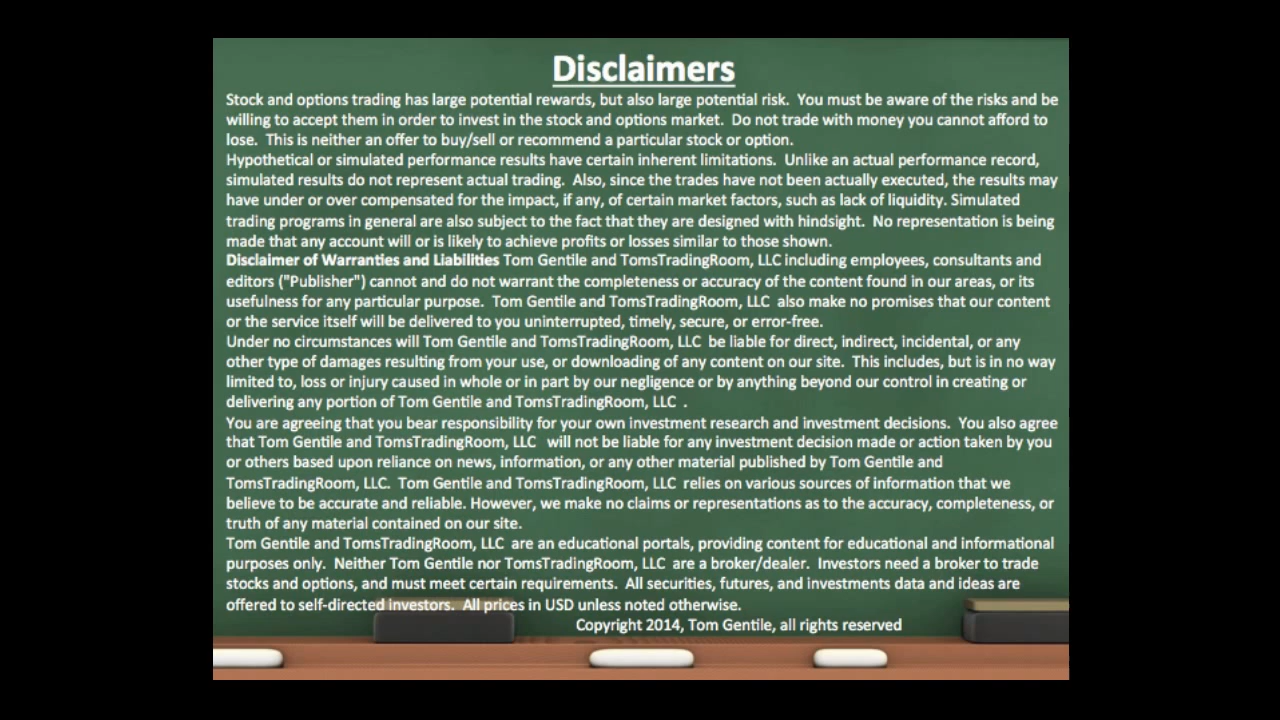 Disclaimers
Stock and options trading has large potential rewards, but also large potential risk.  You must be aware of the risks and be
willing to accept them in order to invest in the stock and options market.  Do not trade with money you cannot afford to
lose.  This is neither an offer to buy/sell or recommend a particular stock or option.
Hypothetical or simulated performance results have certain inherent limitations.  Unlike an actual performance record,
simulated results do not represent actual trading.  Also, since the trades have not been actually executed, the results may
have under or over compensated for the impact, if any, of certain market factors, such as lack of liquidity. Simulated
trading programs in general are also subject to the fact that they are designed with hindsight.  No representation is being
made that any account will or is likely to achieve profits or losses similar to those shown.
Disclaimer of Warranties and Liabilities Tom Gentile and TomsTradingRoom, LLC including employees, consultants and
editors ("Publisher") cannot and do not warrant the completeness or accuracy of the content found in our areas, or its
usefulness for any particular purpose.  Tom Gentile and TomsTradingRoom, LLC  also make no promises that our content
or the service itself will be delivered to you uninterrupted, timely, secure, or error-free.
Under no circumstances will Tom Gentile and TomsTradingRoom, LLC  be liable for direct, indirect, incidental, or any
other type of damages resulting from your use, or downloading of any content on our site.  This includes, but is in no way
limited to, loss or injury caused in whole or in part by our negligence or by anything beyond our control in creating or
delivering any portion of Tom Gentile and TomsTradingRoom, LLC  .
You are agreeing that you bear responsibility for your own investment research and investment decisions.  You also agree
that Tom Gentile and TomsTradingRoom, LLC   will not be liable for any investment decision made or action taken by you
or others based upon reliance on news, information, or any other material published by Tom Gentile and
TomsTradingRoom, LLC.  Tom Gentile and TomsTradingRoom, LLC  relies on various sources of information that we
believe to be accurate and reliable. However, we make no claims or representations as to the accuracy, completeness, or
truth of any material contained on our site.
Tom Gentile and TomsTradingRoom, LLC  are an educational portals, providing content for educational and informational
purposes only.  Neither Tom Gentile nor TomsTradingRoom, LLC  are a broker/dealer.  Investors need a broker to trade
stocks and options, and must meet certain requirements.  All securities, futures, and investments data and ideas are
offered to self-directed investors.  All prices in USD unless noted otherwise.
Copyright 2014, Tom Gentile, all rights reserved